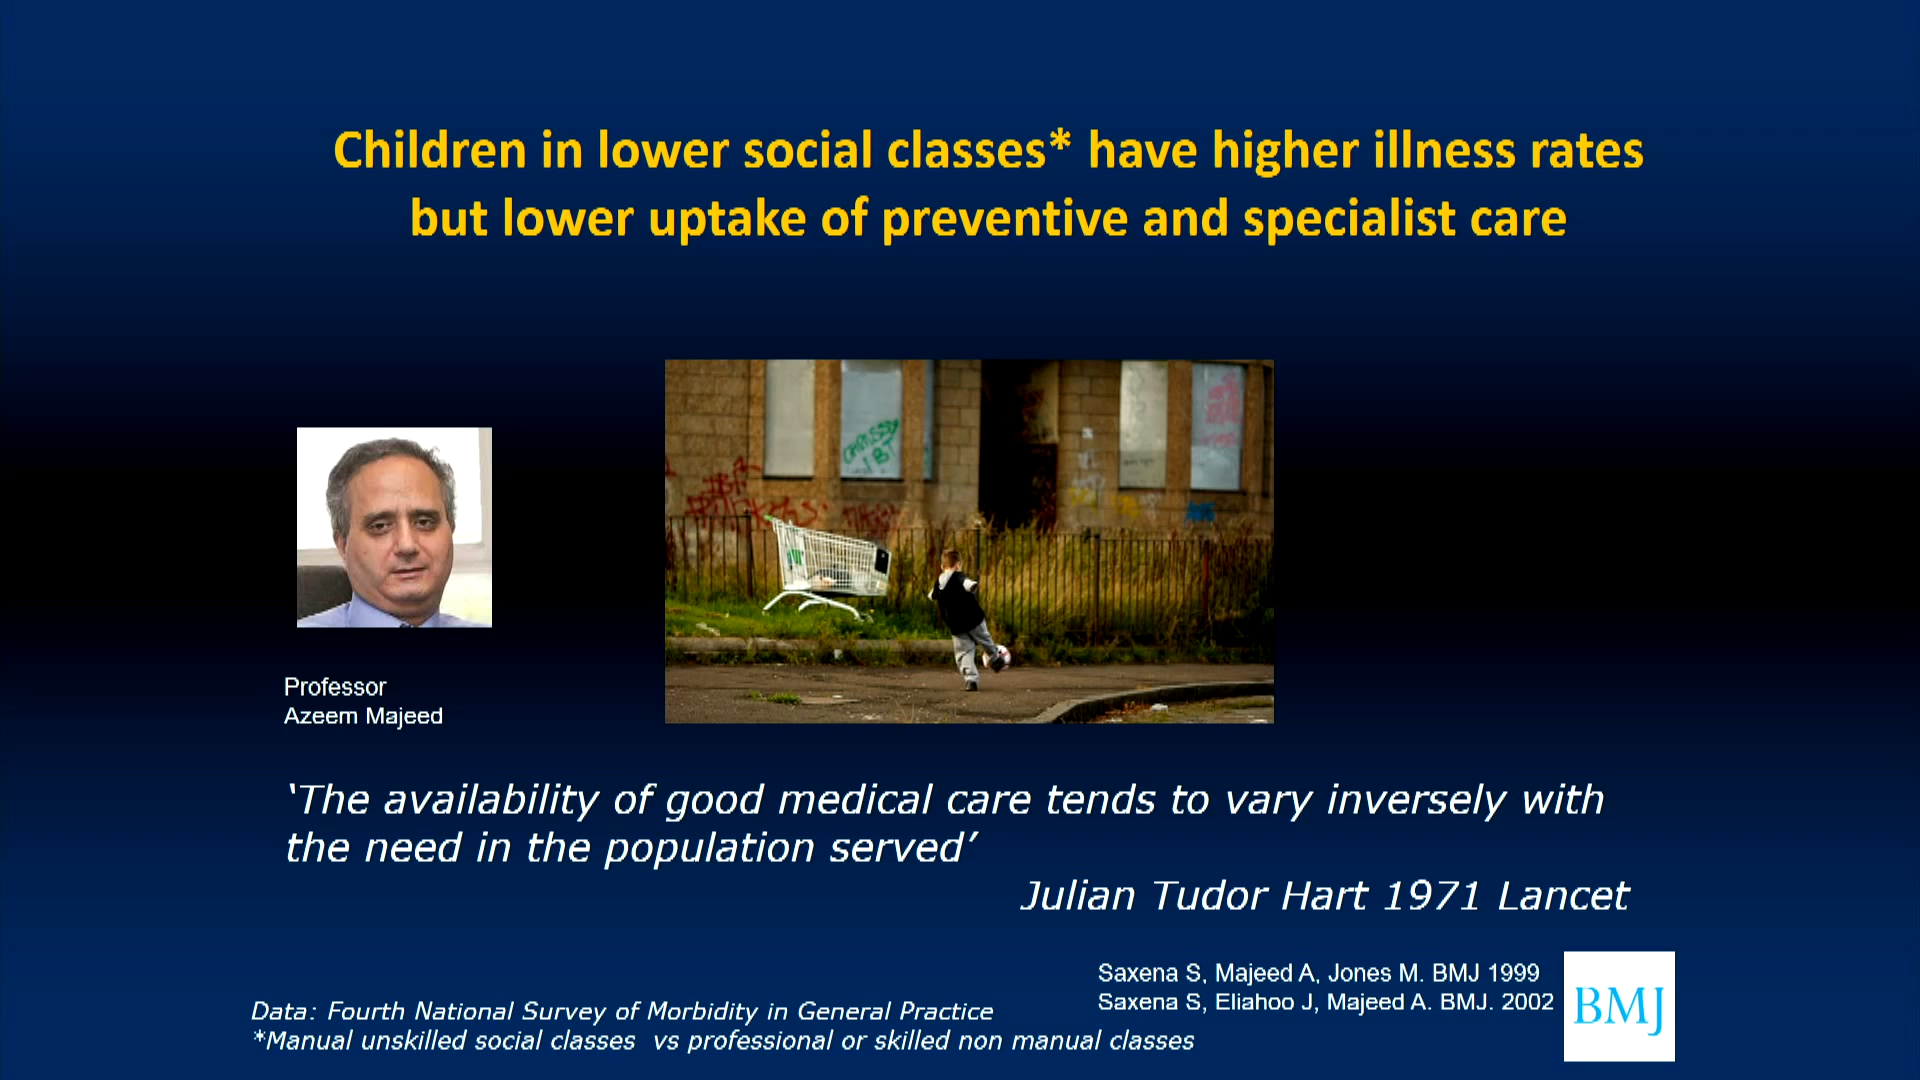 Children in lower social classes* have higher illness rates
but lower uptake of preventive and specialist care
Professor
Azeem Majeed
‘The availability of good medical care tends to vary inversely with
the need in the population served’
Julian Tudor Hart 1971 Lancet
Saxena S, Majeed A, Jones M. BMJ 1999
Saxena S, Eliahoo J, Majeed A. BMJ. 2002
BMJ
Data: Fourth National Survey of Morbidity in General Practice
*Manual unskilled social classes  vs professional or skilled non manual classes